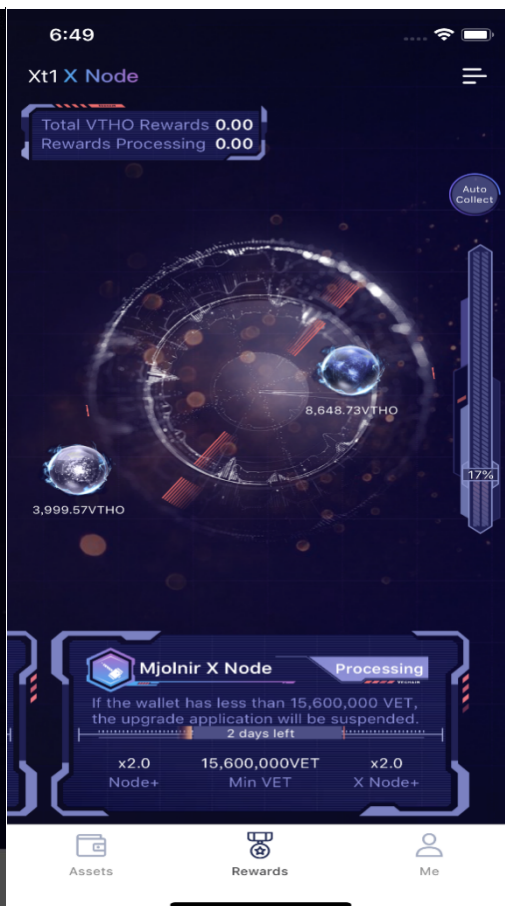 6:49
Xt1 X Node
Total VTHO Rewards 0.00
Rewards Processing 0.00
Auto
Collect
8,648.73VTHO
17%
3,999.57VTHO
Mjolnir X Node
Processing
If the wallet has less than 15,600,000 VET,
the upgrade application will be suspended.
2 days left
x2.0 15,600,000VET x2.0
Node+ Min VET X Node+
Assets Rewards Me